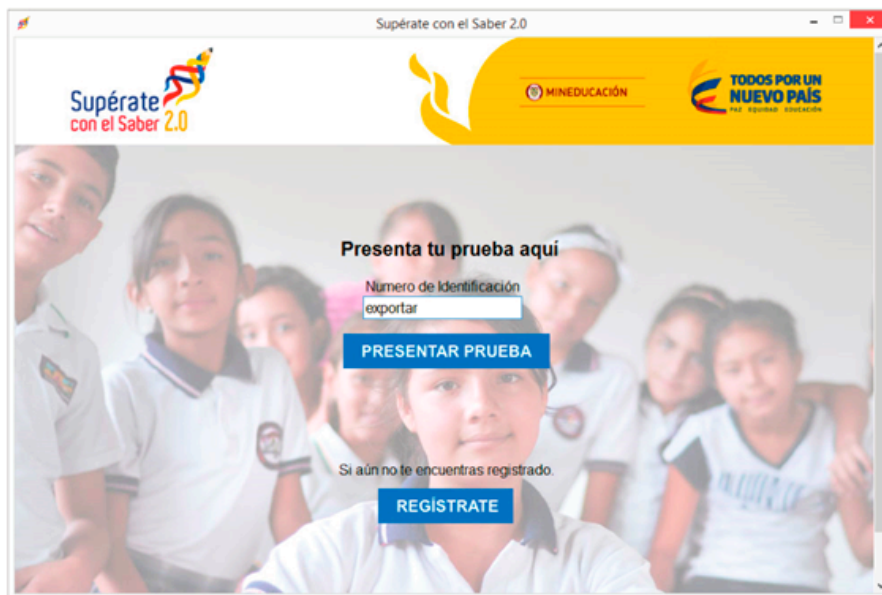 Supérate con el Saber 2.0
Supérate
con el Saber 2.0
MINEDUCACIÓN
TODOS POR UN
NUEVO PAÍS
PAZ EQUIDAD EDUCACIÓN
Presenta tu prueba aquí
Numero de Identificación
exportar
PRESENTAR PRUEBA
Si aún no te encuentras registrado.
REGÍSTRATE